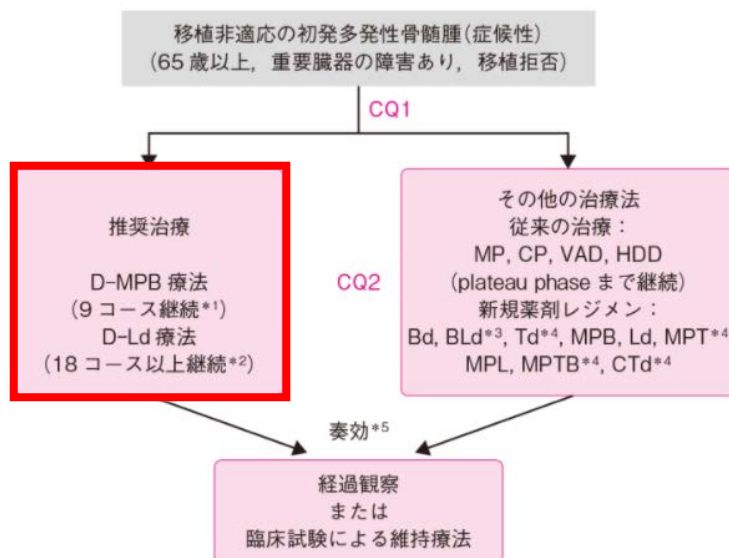 移植非適応の初発多発性骨髄腫(症候性)
(65 歳以上，重要臓器の障害あり，移植拒否)
CQ1
推奨治療
D-MPB 療法
(9 コース継続*1)
D-Ld 療法
(18 コース以上継続*2)
CQ2
その他の治療法
従来の治療：
MP, CP, VAD, HDD
(plateau phase まで継続)
新規薬剤レジメン：
Bd, BLd*3, Td*4, MPB, Ld, MPT*4
MPL, MPTB*4, CTd*4
奏効*5
経過観察
または
臨床試験による維持療法